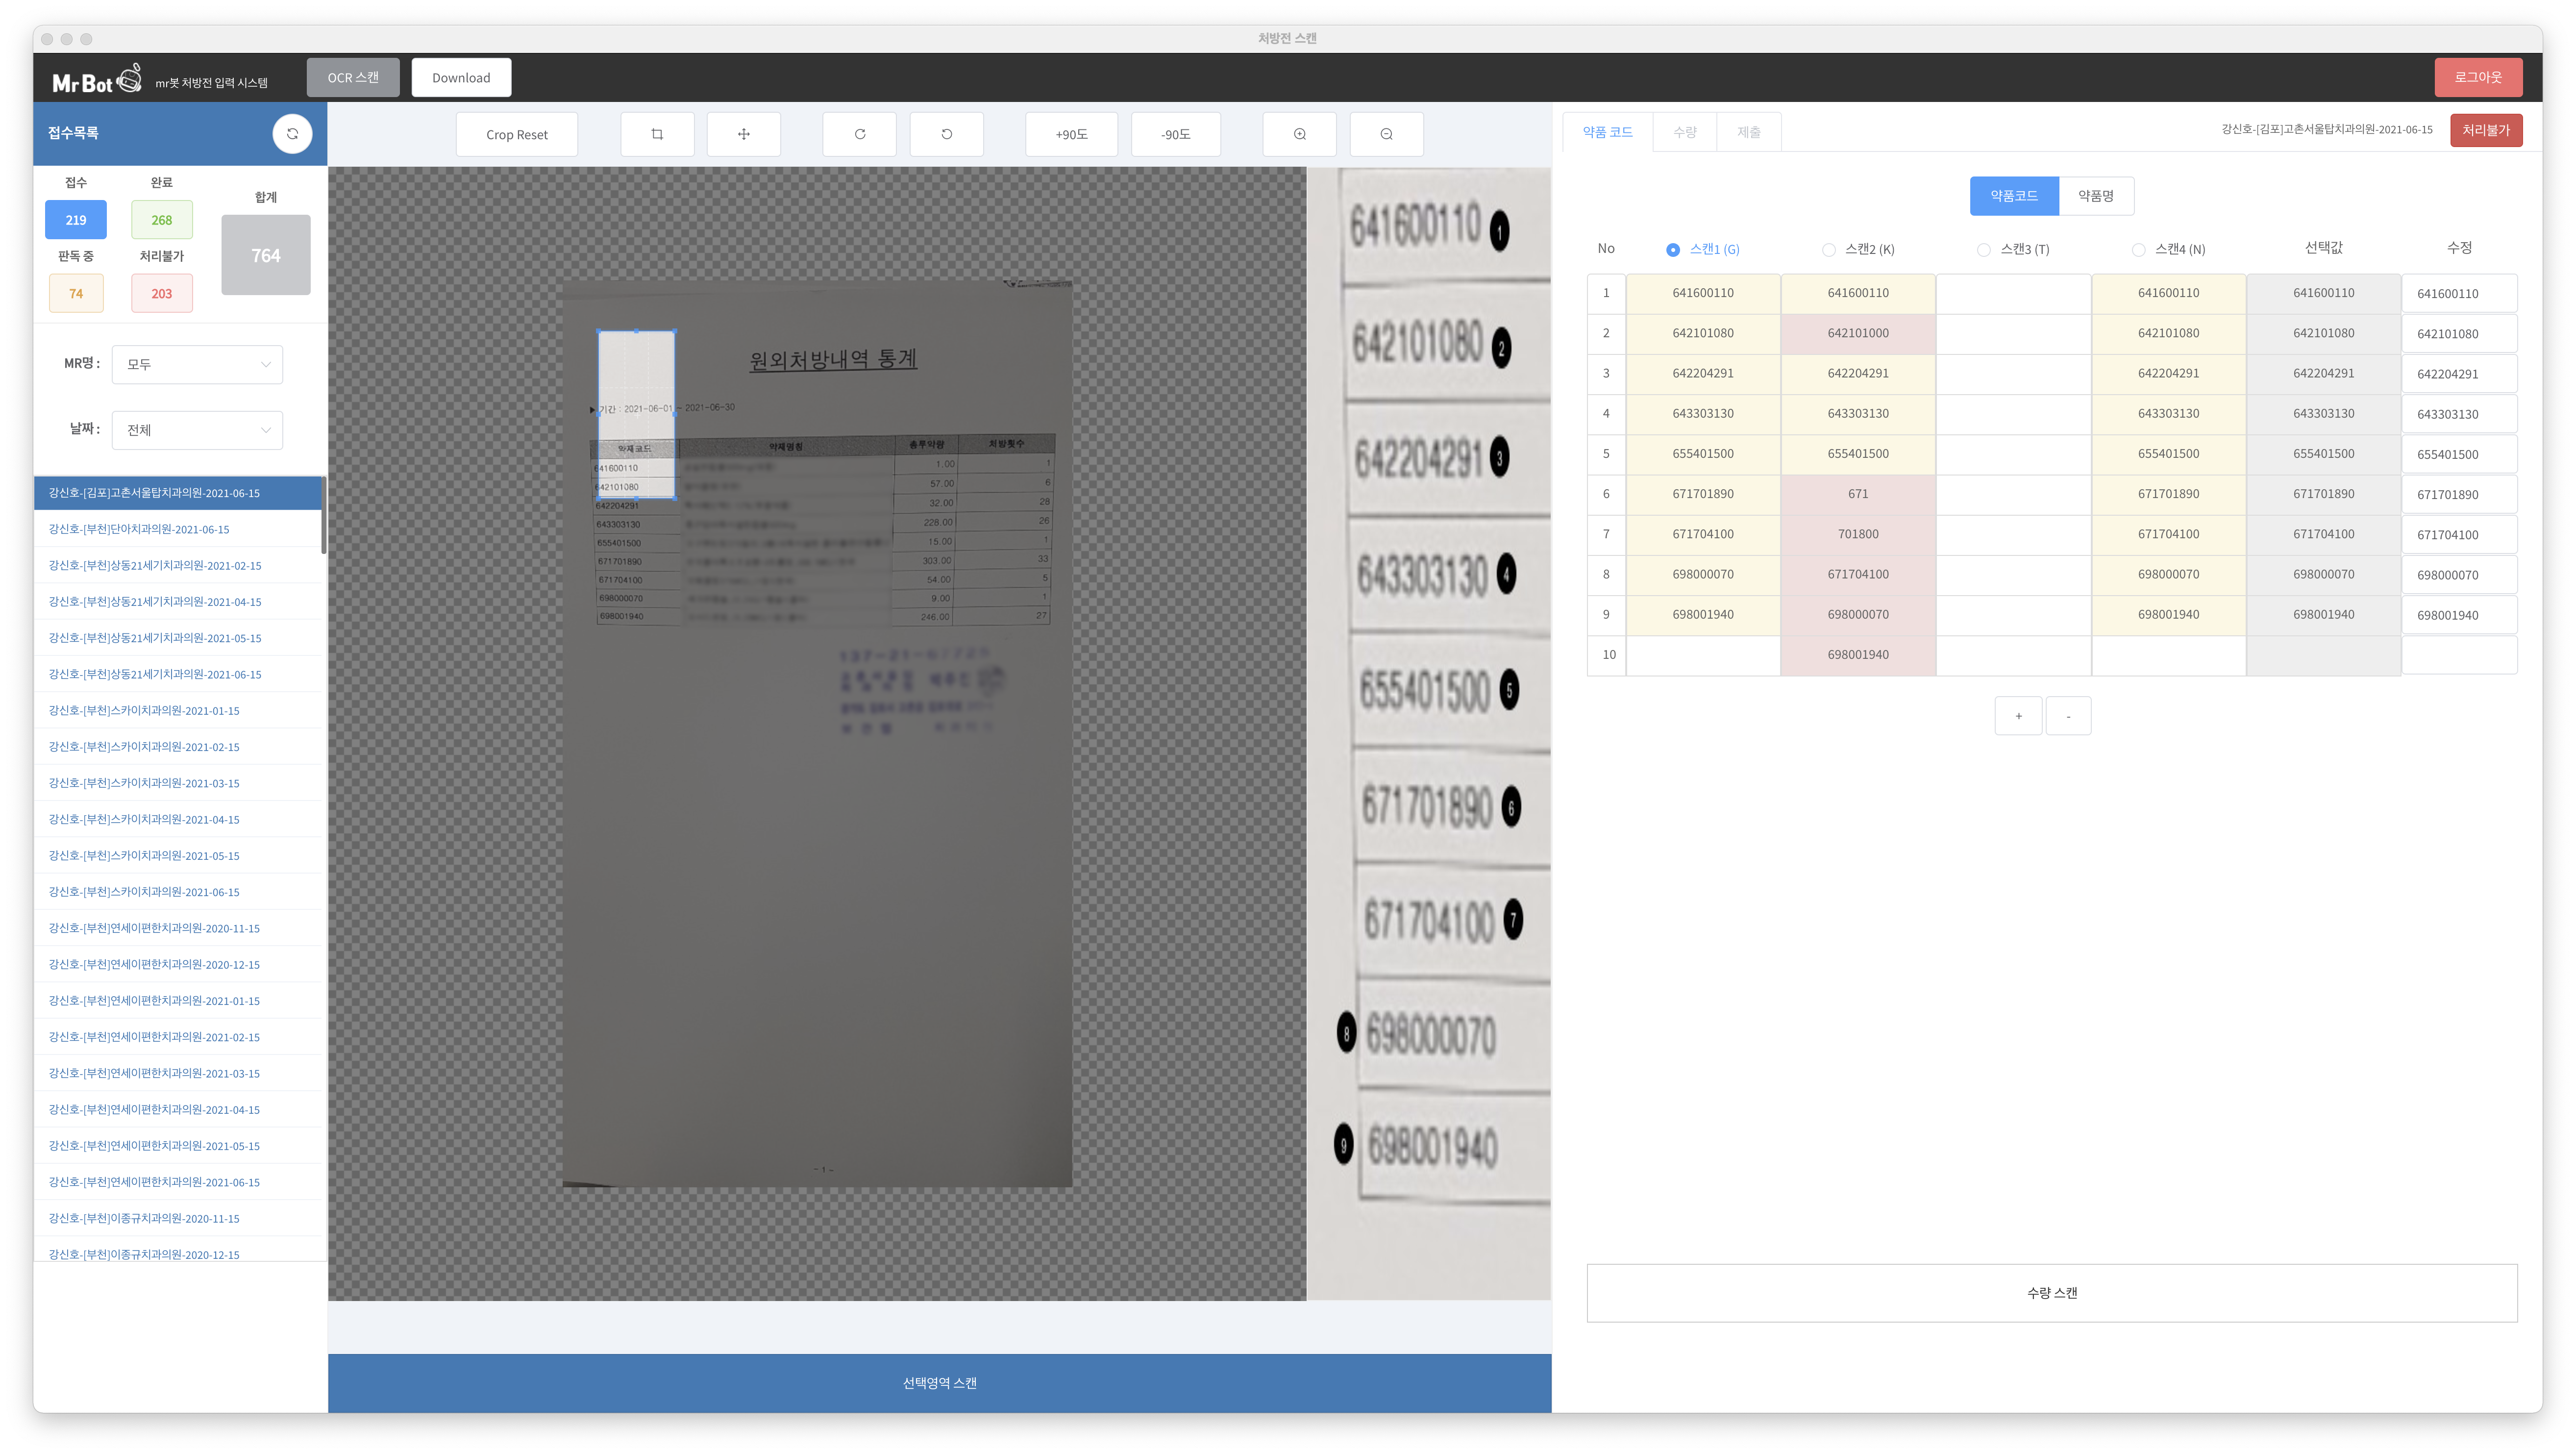 처방전 스캔
Mr Bot mr봇 처방전 입력 시스템 OCR 스캔 Download 로그아웃
접수목록
접수 완료 합계
219 268 764
판독 중 처리불가
74 203
MR명 : 모두
날짜 : 전체
강신호-[김포]고촌서울탑치과의원-2021-06-15
강신호-[부천]단아치과의원-2021-06-15
강신호-[부천]상동21세기치과의원-2021-02-15
강신호-[부천]상동21세기치과의원-2021-04-15
강신호-[부천]상동21세기치과의원-2021-05-15
강신호-[부천]상동21세기치과의원-2021-06-15
강신호-[부천]스카이치과의원-2021-01-15
강신호-[부천]스카이치과의원-2021-02-15
강신호-[부천]스카이치과의원-2021-03-15
강신호-[부천]스카이치과의원-2021-04-15
강신호-[부천]스카이치과의원-2021-05-15
강신호-[부천]스카이치과의원-2021-06-15
강신호-[부천]연세이편한치과의원-2020-11-15
강신호-[부천]연세이편한치과의원-2020-12-15
강신호-[부천]연세이편한치과의원-2021-01-15
강신호-[부천]연세이편한치과의원-2021-02-15
강신호-[부천]연세이편한치과의원-2021-03-15
강신호-[부천]연세이편한치과의원-2021-04-15
강신호-[부천]연세이편한치과의원-2021-05-15
강신호-[부천]연세이편한치과의원-2021-06-15
강신호-[부천]이종규치과의원-2020-11-15
강신호-[부천]이종규치과의원-2020-12-15
Crop Reset +90도 -90도
원외처방내역 통계
▶기간 : 2021-06-01 ~ 2021-06-30
약재코드 약재명칭 총투약량 처방횟수
641600110 1.00 1
642101080 57.00 6
642204291 32.00 28
643303130 228.00 26
655401500 15.00 1
671701890 303.00 33
671704100 54.00 5
698000070 9.00 1
698001940 246.00 27
- 1 -
641600110 1
642101080 2
642204291 3
643303130 4
655401500 5
671701890 6
671704100 7
8 698000070
9 698001940
선택영역 스캔
약품 코드 수량 제출 강신호-[김포]고촌서울탑치과의원-2021-06-15 처리불가
약품코드 약품명
No 스캔1 (G) 스캔2 (K) 스캔3 (T) 스캔4 (N) 선택값 수정
1 641600110 641600110 641600110 641600110 641600110
2 642101080 642101000 642101080 642101080 642101080
3 642204291 642204291 642204291 642204291 642204291
4 643303130 643303130 643303130 643303130 643303130
5 655401500 655401500 655401500 655401500 655401500
6 671701890 671 671701890 671701890 671701890
7 671704100 701800 671704100 671704100 671704100
8 698000070 671704100 698000070 698000070 698000070
9 698001940 698000070 698001940 698001940 698001940
10 698001940
+ -
수량 스캔